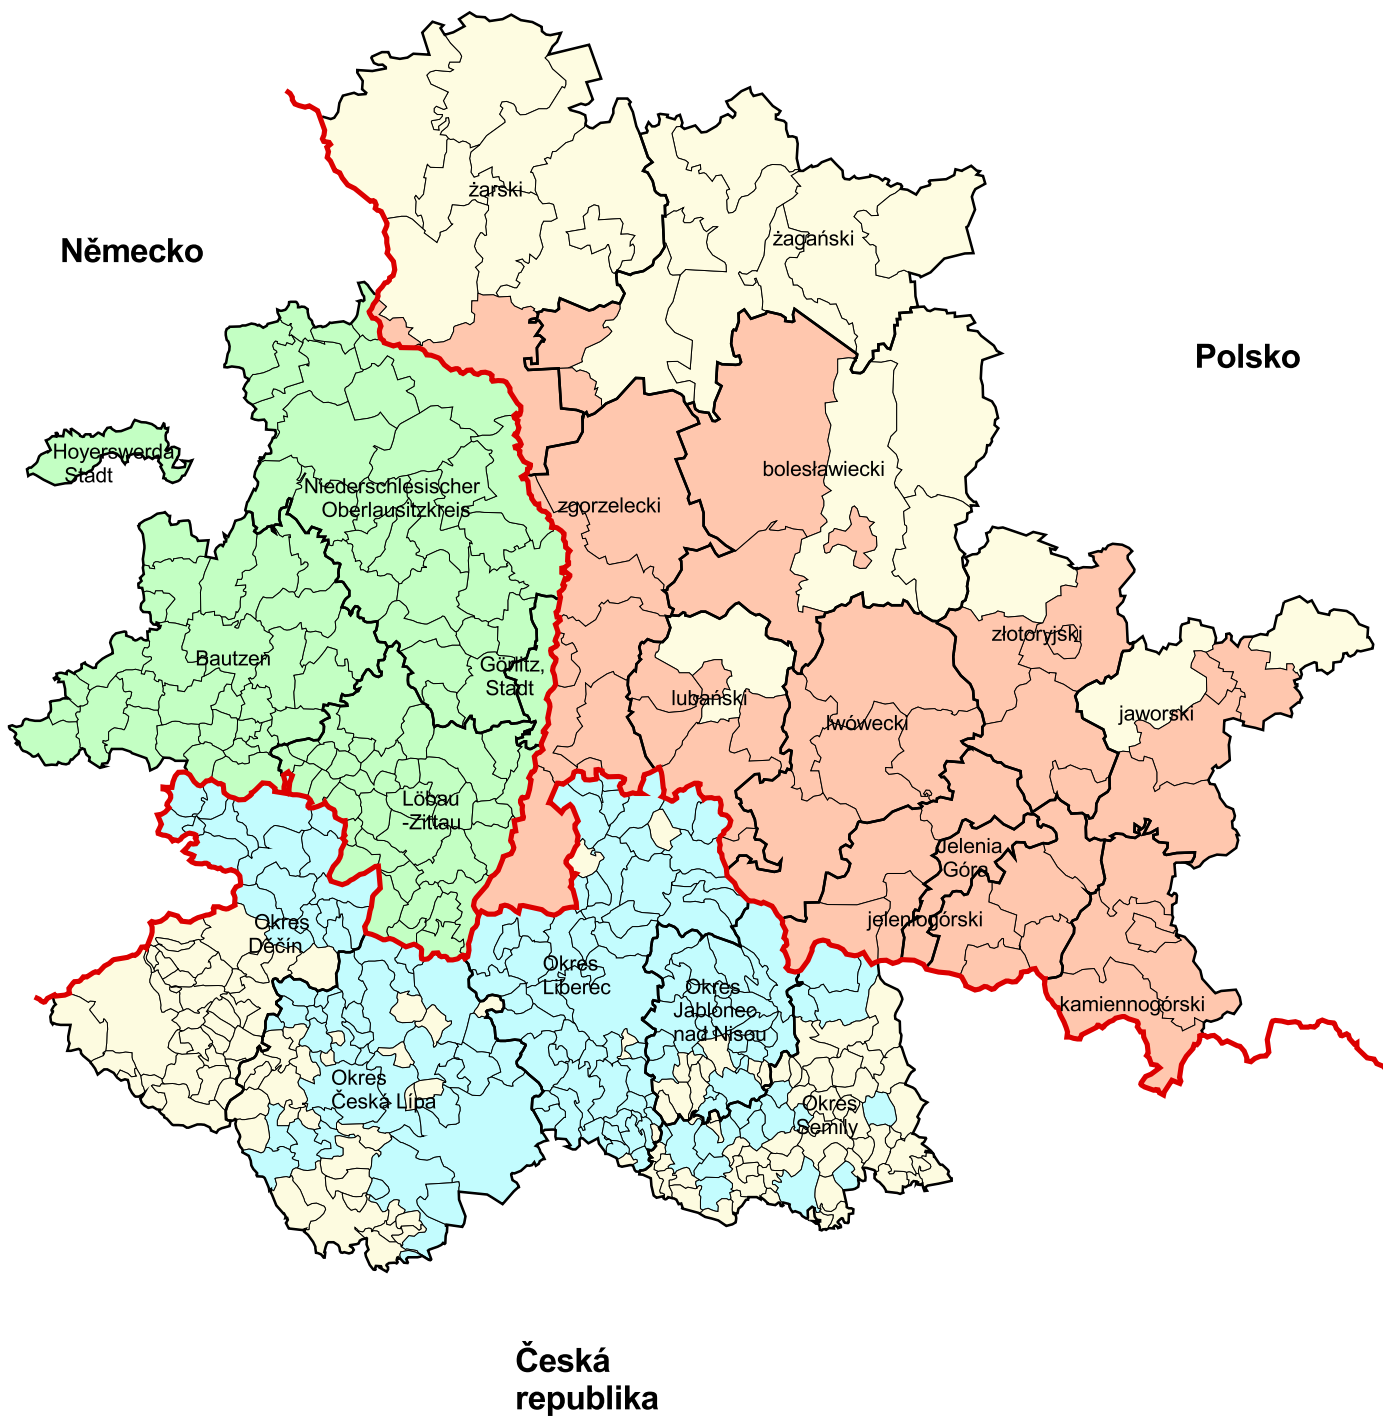 żarski
żagański
Německo
Polsko
Hoyerswerda,
Stadt
bolesławiecki
Niederschlesischer
Oberlausitzkreis
zgorzelecki
złotoryjski
Bautzen
Görlitz,
Stadt
lubański
lwówecki
jaworski
Löbau
-Zittau
Jelenia
Góra
jeleniogórski
Okres
Děčín
Okres
Liberec
Okres
Jablonec
nad Nisou
kamiennogórski
Okres
Česká Lípa
Okres
Semily
Česká
republika